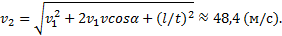 v₂ = √(v₁² + 2v₁vcosα + (l/t)²) ≈ 48,4 (м/с).